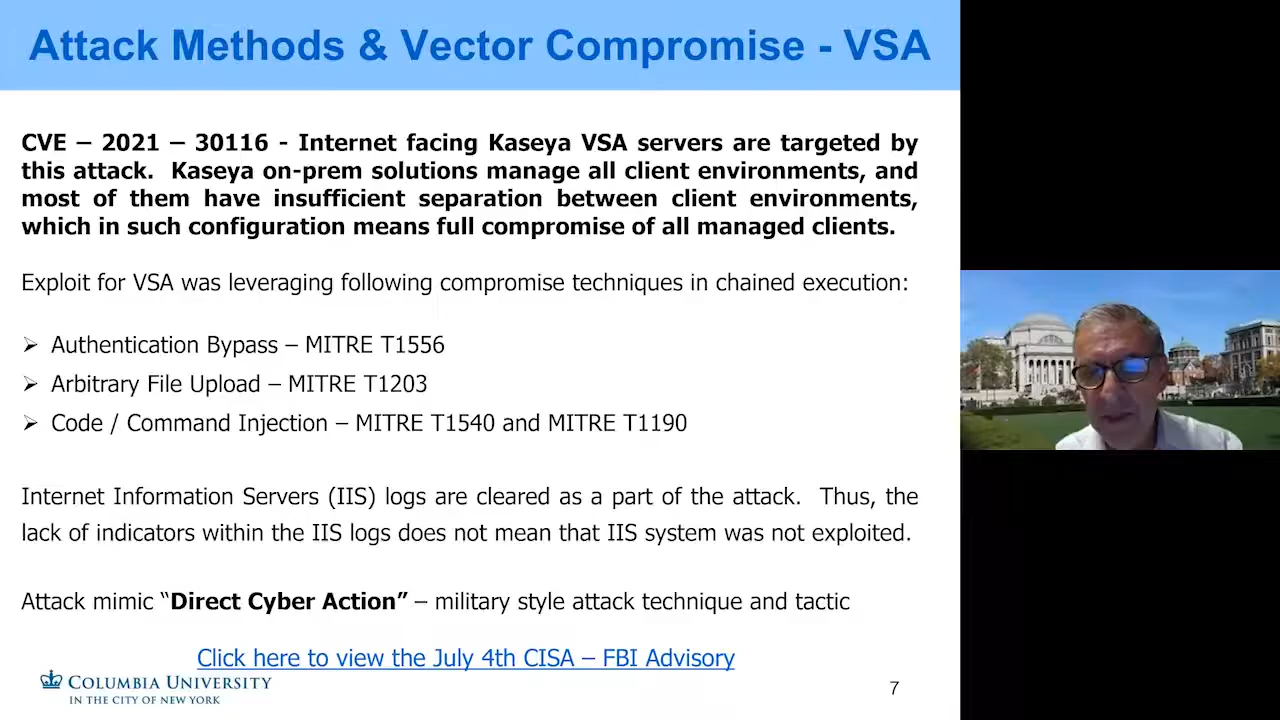 Attack Methods & Vector Compromise - VSA
CVE – 2021 – 30116 - Internet facing Kaseya VSA servers are targeted by
this attack.  Kaseya on-prem solutions manage all client environments, and
most of them have insufficient separation between client environments,
which in such configuration means full compromise of all managed clients.
Exploit for VSA was leveraging following compromise techniques in chained execution:
➢ Authentication Bypass – MITRE T1556
➢ Arbitrary File Upload – MITRE T1203
➢ Code / Command Injection – MITRE T1540 and MITRE T1190
Internet Information Servers (IIS) logs are cleared as a part of the attack.  Thus, the
lack of indicators within the IIS logs does not mean that IIS system was not exploited.
Attack mimic “Direct Cyber Action” – military style attack technique and tactic
Click here to view the July 4th CISA – FBI Advisory
COLUMBIA UNIVERSITY
IN THE CITY OF NEW YORK
7